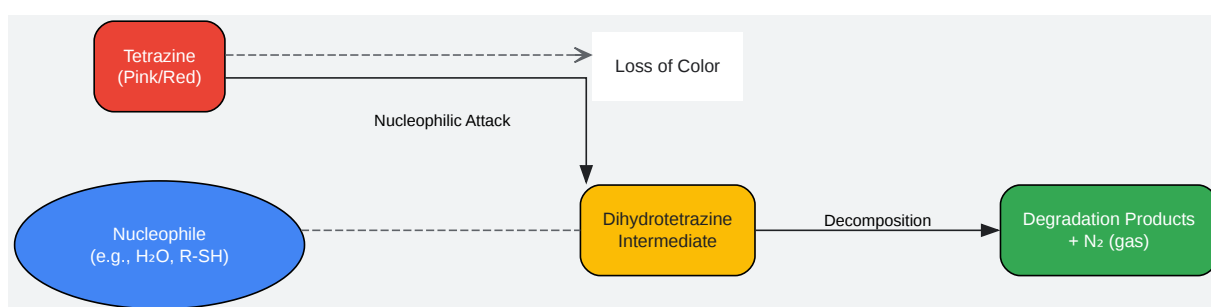 Tetrazine
(Pink/Red)
Loss of Color
Nucleophilic Attack
Nucleophile
(e.g., H₂O, R-SH)
Dihydrotetrazine
Intermediate
Decomposition
Degradation Products
+ N₂ (gas)